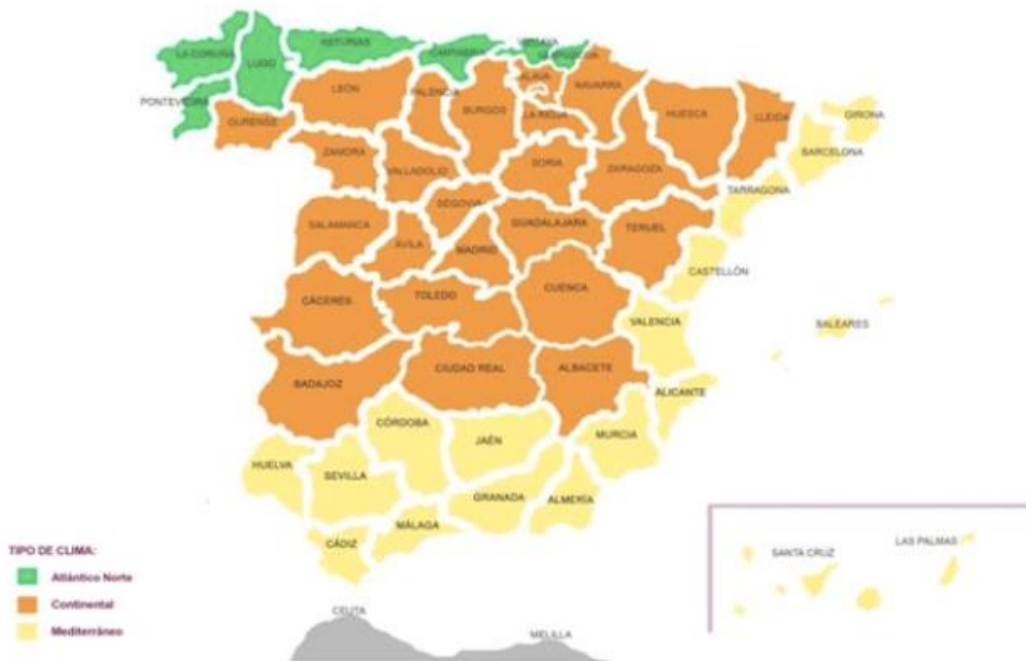 LA CORUÑA
LUGO
ASTURIAS
CANTABRIA
VIZCAYA
GUIPUZCOA
PONTEVEDRA
OURENSE
LEÓN
PALENCIA
BURGOS
ALAVA
LA RIOJA
NAVARRA
HUESCA
LLEIDA
GIRONA
BARCELONA
ZAMORA
VALLADOLID
SORIA
ZARAGOZA
TARRAGONA
SEGOVIA
SALAMANCA
ÁVILA
MADRID
GUADALAJARA
TERUEL
CASTELLÓN
CÁCERES
TOLEDO
CUENCA
VALENCIA
BALEARES
BADAJOZ
CIUDAD REAL
ALBACETE
ALICANTE
CÓRDOBA
JAÉN
MURCIA
HUELVA
SEVILLA
GRANADA
ALMERÍA
MÁLAGA
CÁDIZ
SANTA CRUZ
LAS PALMAS
TIPO DE CLIMA:
Atlántico Norte
Continental
Mediterráneo
CEUTA
MELILLA